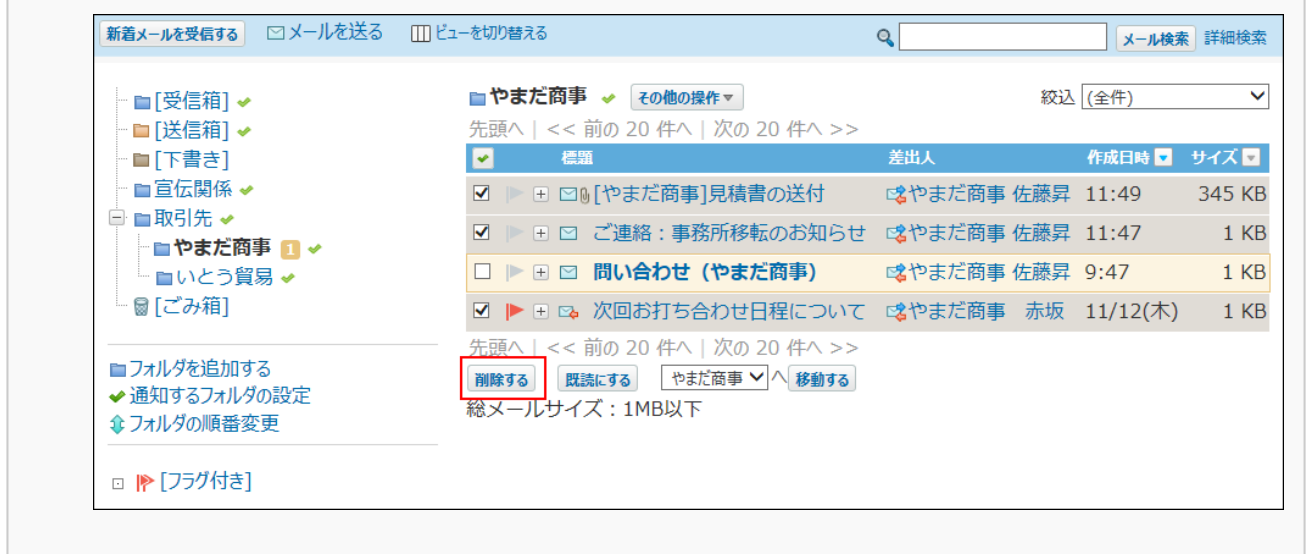 新着メールを受信する メールを送る ビューを切り替える メール検索 詳細検索
[受信箱]
[送信箱]
[下書き]
宣伝関係
取引先
やまだ商事 1
いとう貿易
[ごみ箱]
フォルダを追加する
通知するフォルダの設定
フォルダの順番変更
[フラグ付き]
やまだ商事 その他の操作 絞込 (全件)
先頭へ | << 前の 20 件へ | 次の 20 件へ >>
標題 差出人 作成日時 サイズ
[やまだ商事]見積書の送付 やまだ商事 佐藤昇 11:49 345 KB
ご連絡：事務所移転のお知らせ やまだ商事 佐藤昇 11:47 1 KB
問い合わせ（やまだ商事） やまだ商事 佐藤昇 9:47 1 KB
次回お打ち合わせ日程について やまだ商事 赤坂 11/12(木) 1 KB
先頭へ | << 前の 20 件へ | 次の 20 件へ >>
削除する 既読にする やまだ商事 へ 移動する
総メールサイズ：1MB以下